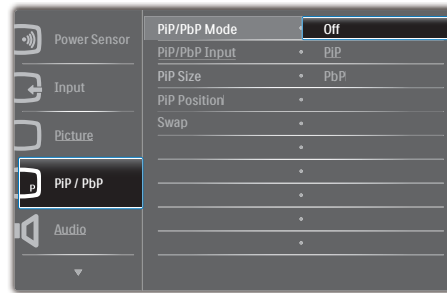 Power Sensor
Input
Picture
P
PiP / PbP
Audio
PiP/PbP Mode
PiP/PbP Input
PiP Size
PiP Position
Swap
Off
PiP
PbP